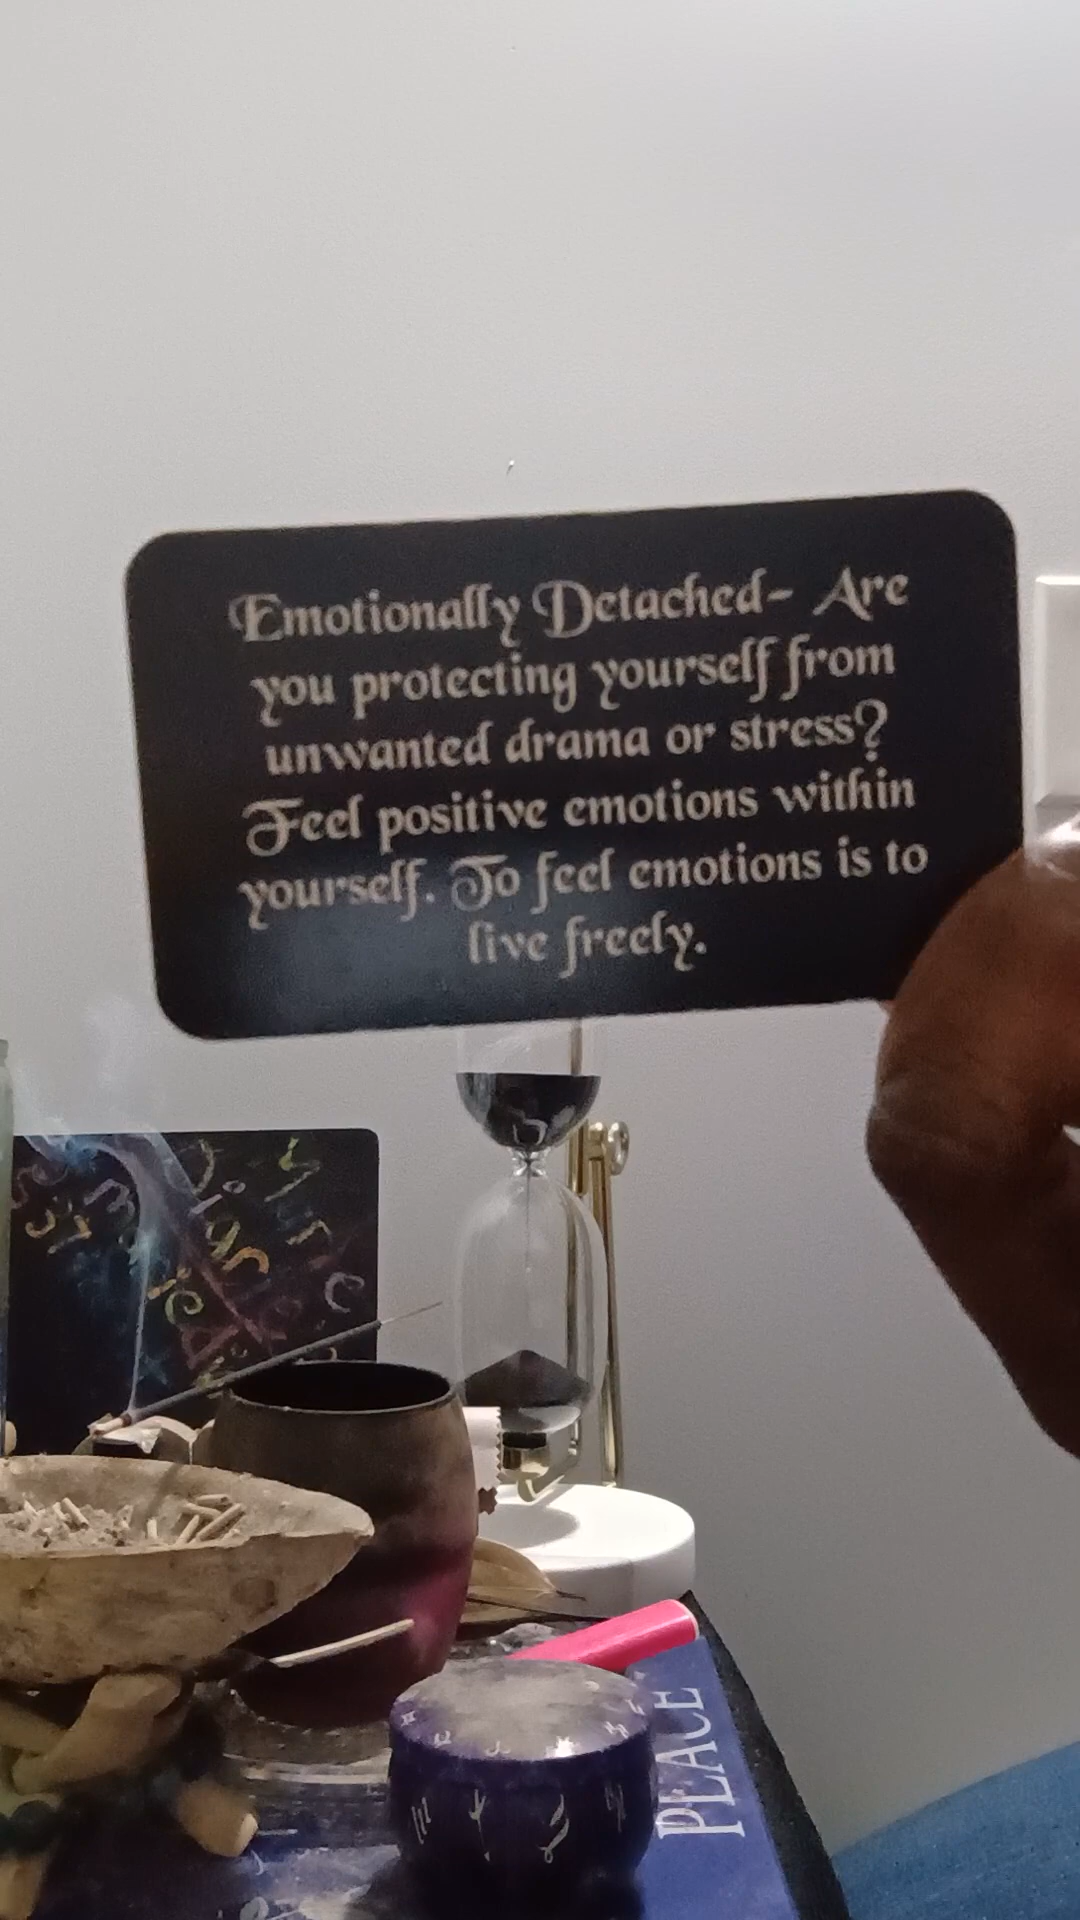 Emotionally Detached- Are
you protecting yourself from
unwanted drama or stress?
Feel positive emotions within
yourself. To feel emotions is to
live freely.
PLACE